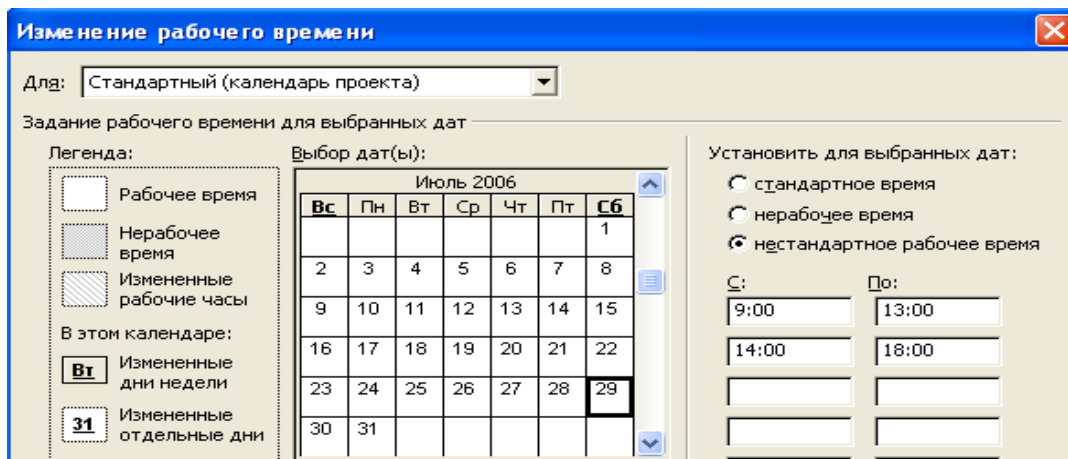 Изменение рабочего времени
Для: Стандартный (календарь проекта)
Задание рабочего времени для выбранных дат
Легенда:
Рабочее время
Нерабочее
время
Измененные
рабочие часы
В этом календаре:
Вт Измененные
дни недели
31 Измененные
отдельные дни
Выбор дат(ы):
Июль 2006
Вс Пн Вт Ср Чт Пт Сб
1
2 3 4 5 6 7 8
9 10 11 12 13 14 15
16 17 18 19 20 21 22
23 24 25 26 27 28 29
30 31
Установить для выбранных дат:
стандартное время
нерабочее время
нестандартное рабочее время
С: По:
9:00 13:00
14:00 18:00